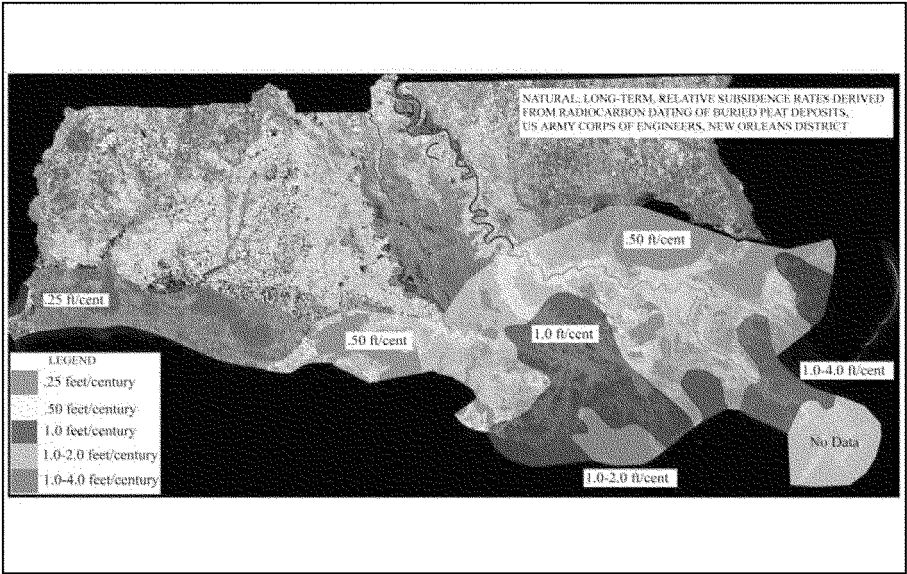 NATURAL, LONG-TERM, RELATIVE SUBSIDENCE RATES DERIVED
FROM RADIOCARBON DATING OF BURIED PEAT DEPOSITS,
US ARMY CORPS OF ENGINEERS, NEW ORLEANS DISTRICT
.50 ft/cent
.25 ft/cent
1.0 ft/cent
.50 ft/cent
1.0-4.0 ft/cent
LEGEND
.25 feet/century
.50 feet/century
1.0 feet/century
1.0-2.0 feet/century
1.0-4.0 feet/century
No Data
1.0-2.0 ft/cent